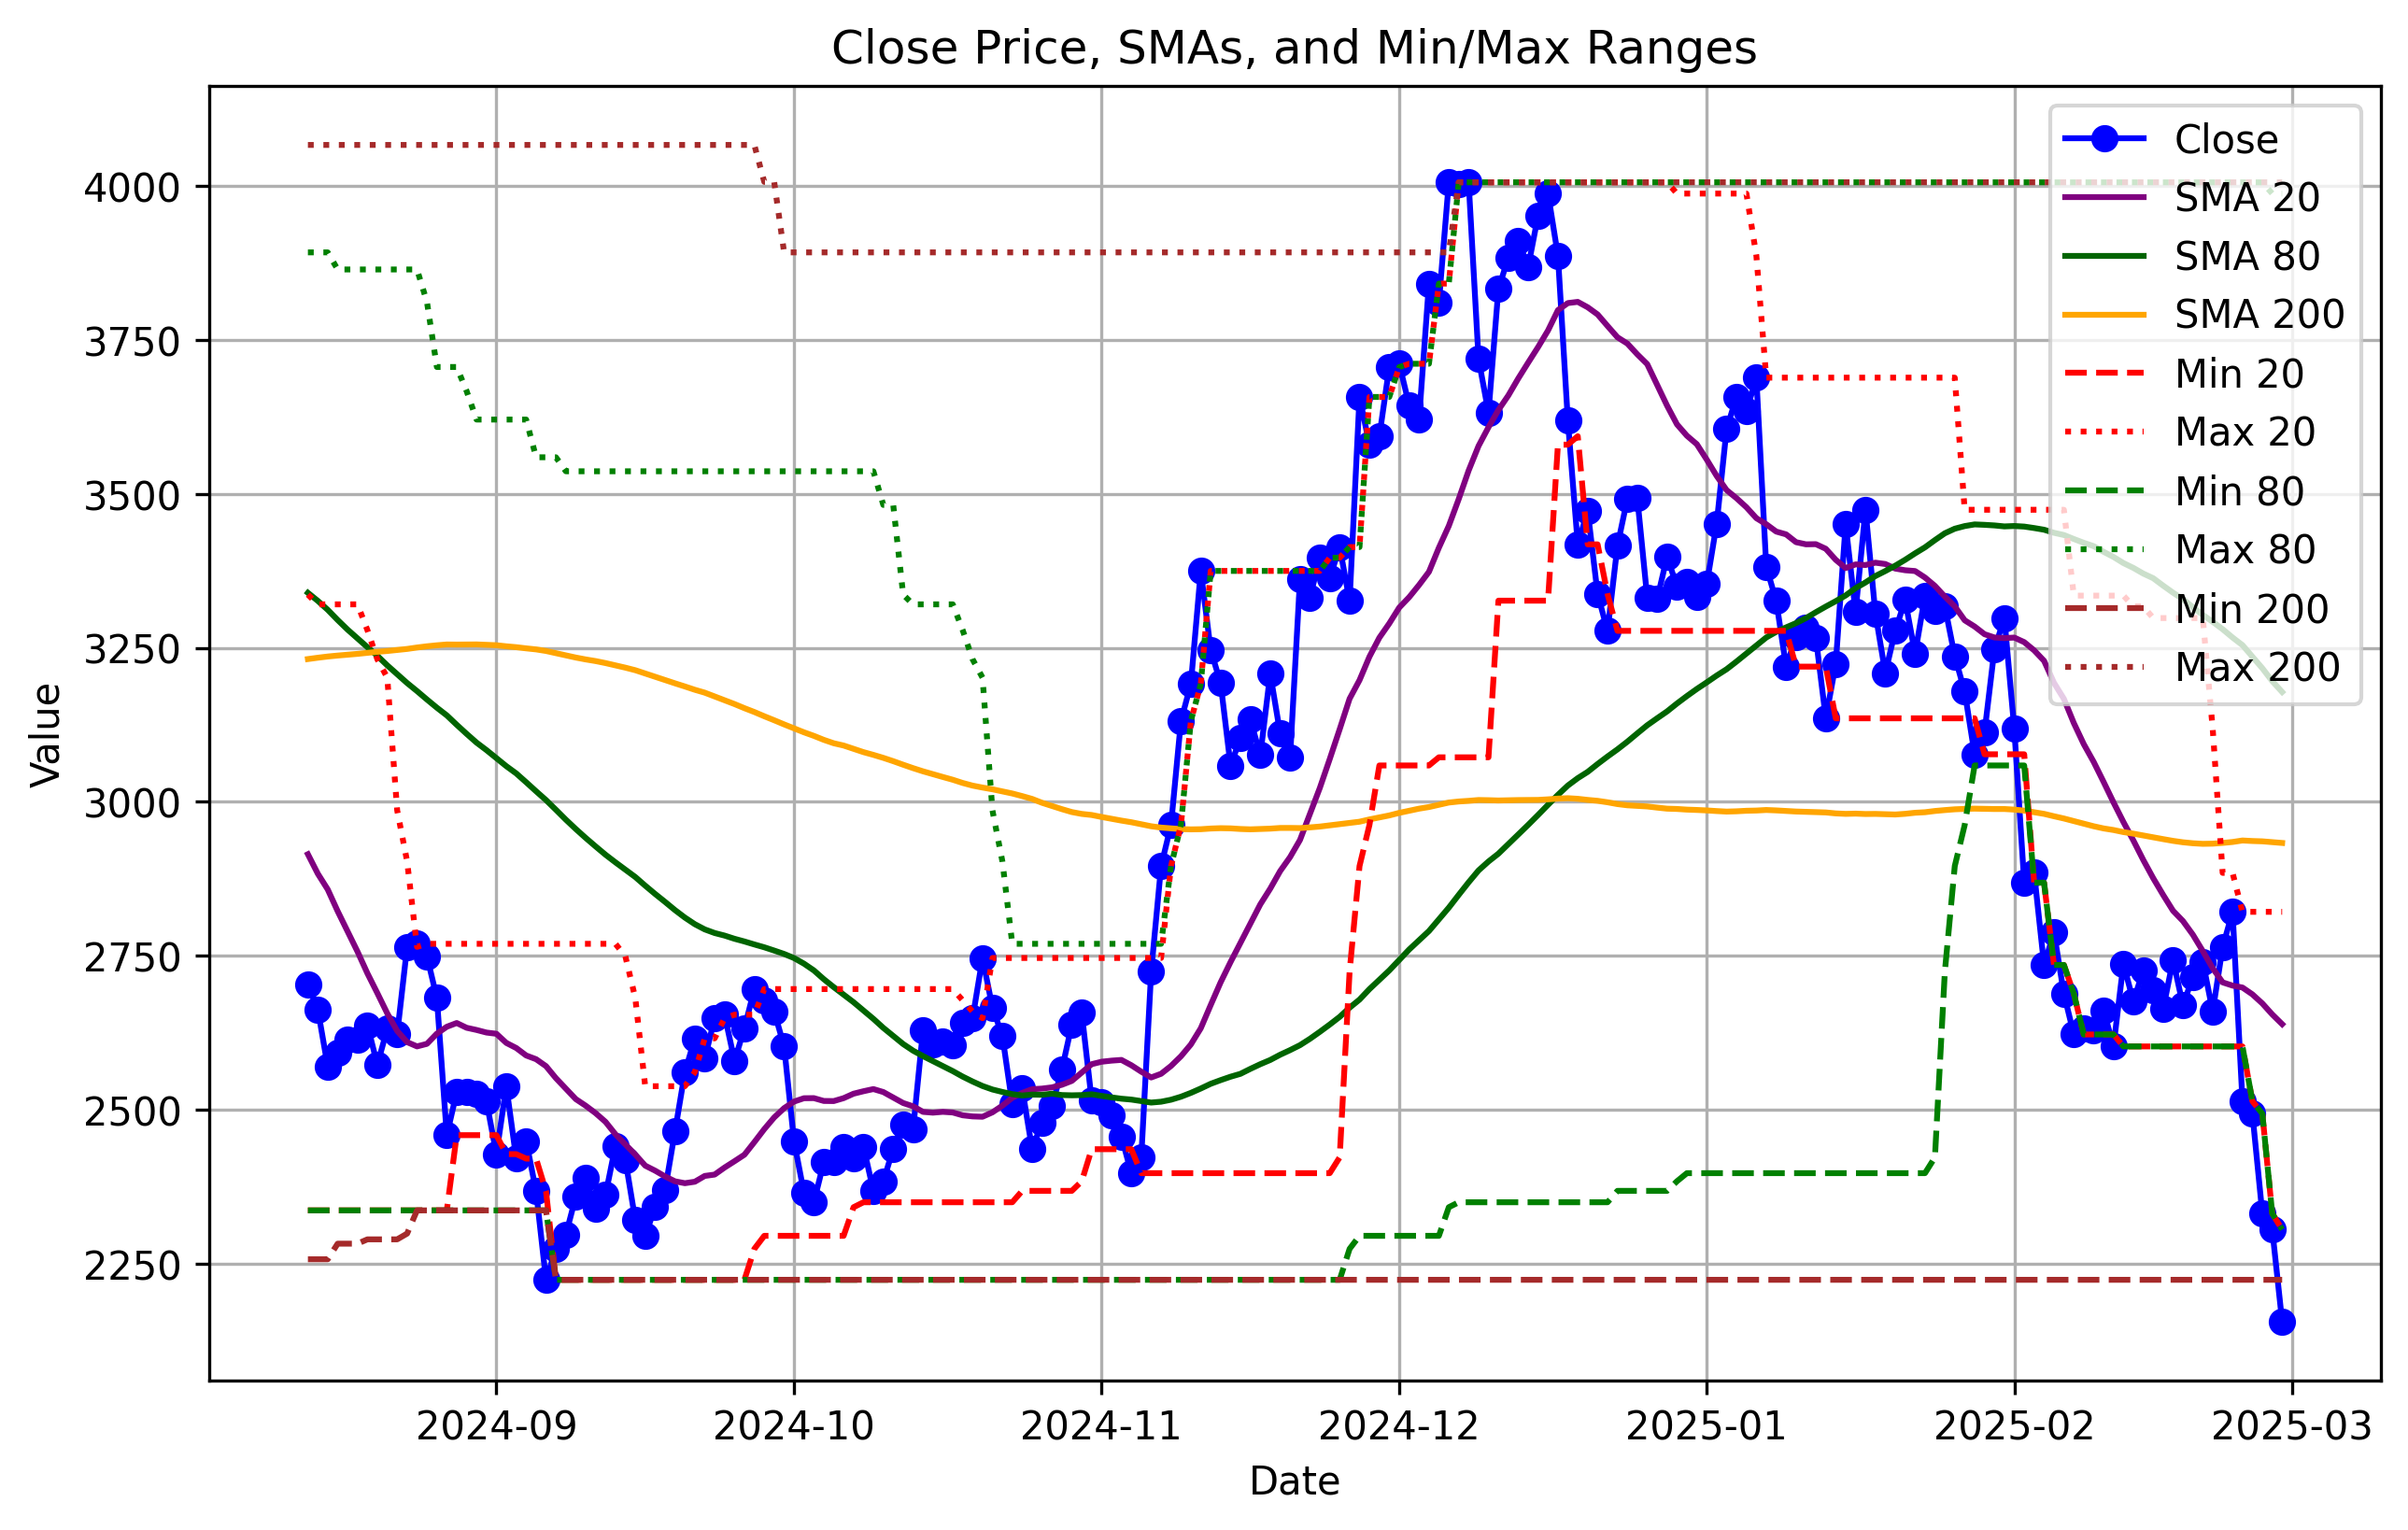 Close Price, SMAs, and Min/Max Ranges
Value
4000
3750
3500
3250
3000
2750
2500
2250
Close
SMA 20
SMA 80
SMA 200
Min 20
Max 20
Min 80
Max 80
Min 200
Max 200
2024-09
2024-10
2024-11
2024-12
2025-01
2025-02
2025-03
Date